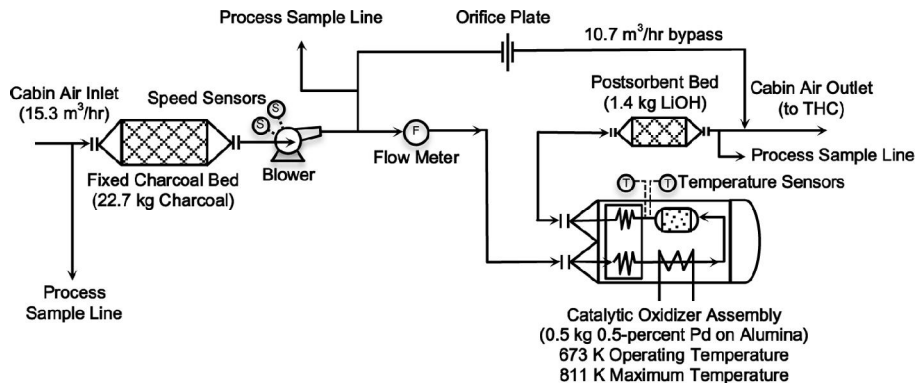 Process Sample Line
Orifice Plate
10.7 m³/hr bypass
Cabin Air Inlet
(15.3 m³/hr)
Speed Sensors
S
S
Postsorbent Bed
(1.4 kg LiOH)
Cabin Air Outlet
(to THC)
F
Flow Meter
Blower
Process Sample Line
Fixed Charcoal Bed
(22.7 kg Charcoal)
T
T
Temperature Sensors
Process
Sample Line
Catalytic Oxidizer Assembly
(0.5 kg 0.5-percent Pd on Alumina)
673 K Operating Temperature
811 K Maximum Temperature